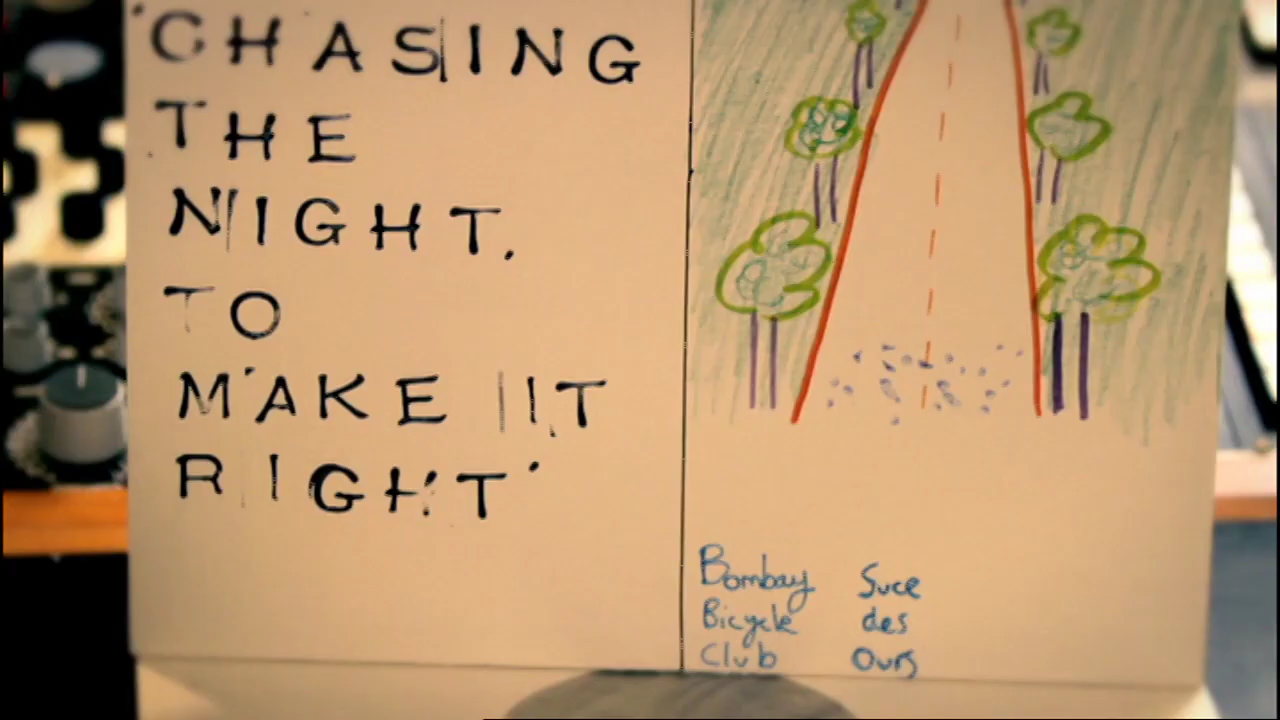 'CHASING
THE
NIGHT.
TO
MAKE IT
RIGHT'
Bombay
Bicycle
Club
Suce
des
Ours